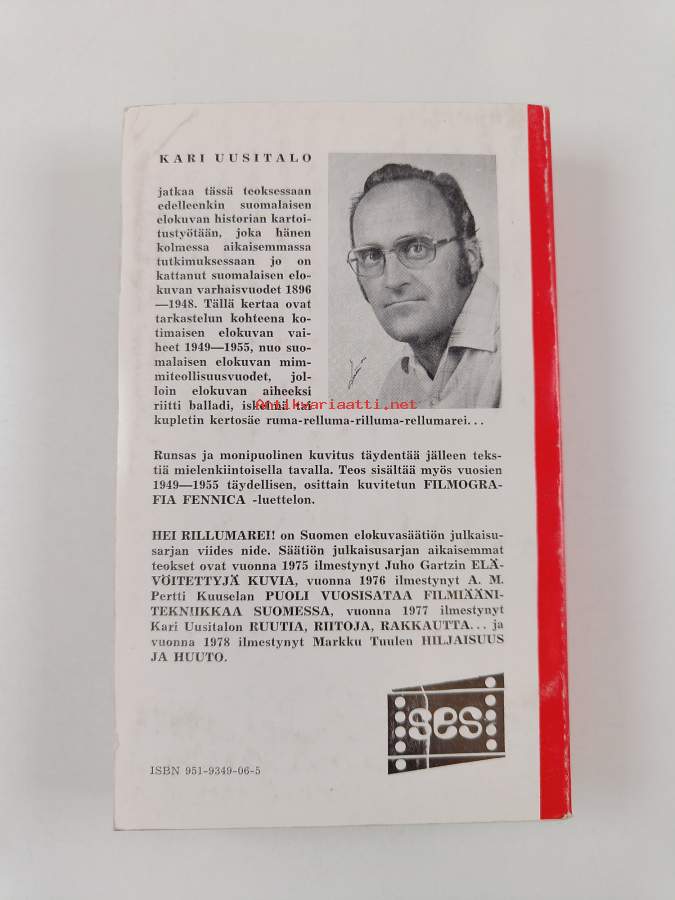 KARI UUSITALO
jatkaa tässä teoksessaan
edelleenkin suomalaisen
elokuvan historian kartoi-
tustyötään, joka hänen
kolmessa aikaisemmassa
tutkimuksessaan jo on
kattanut suomalaisen elo-
kuvan varhaisvuodet 1896
—1948. Tällä kertaa ovat
tarkastelun kohteena ko-
timaisen elokuvan vai-
heet 1949—1955, nuo suo-
malaisen elokuvan mim-
miteollisuusvuodet, jol-
loin elokuvan aiheeksi
riitti balladi, iskelmä tai
Antikvariaatti.net
kupletin kertosäe ruma-relluma-rilluma-rellumarei...
Runsas ja monipuolinen kuvitus täydentää jälleen teks-
tiä mielenkiintoisella tavalla. Teos sisältää myös vuosien
1949—1955 täydellisen, osittain kuvitetun FILMOGRA-
FIA FENNICA -luettelon.
HEI RILLUMAREI! on Suomen elokuvasäätiön julkaisu-
sarjan viides nide. Säätiön julkaisusarjan aikaisemmat
teokset ovat vuonna 1975 ilmestynyt Juho Gartzin ELÄ-
VÖITETTYJÄ KUVIA, vuonna 1976 ilmestynyt A. M.
Pertti Kuuselan PUOLI VUOSISATAA FILMIÄÄNI-
TEKNIIKKAA SUOMESSA, vuonna 1977 ilmestynyt
Kari Uusitalon RUUTIA, RIITOJA, RAKKAUTTA... ja
vuonna 1978 ilmestynyt Markku Tuulen HILJAISUUS
JA HUUTO.
ses
ISBN 951-9349-06-5